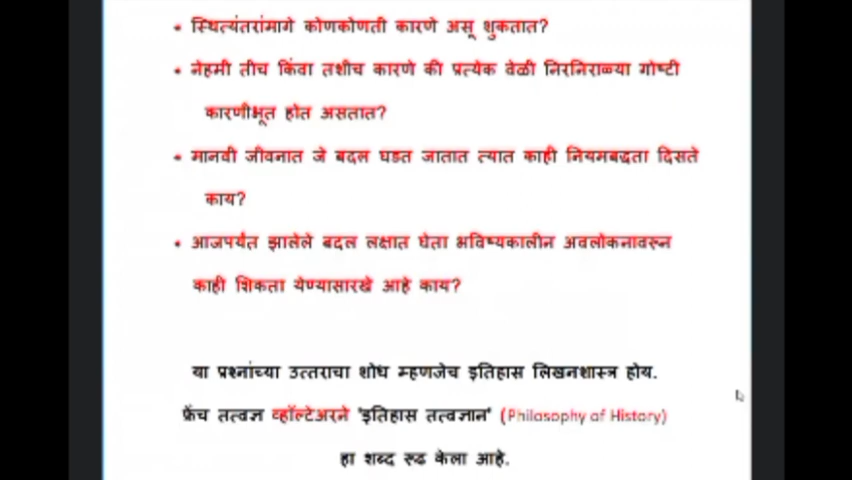 • स्थित्यंतरांमागे कोणकोणती कारणे असू शुकतात?
• नेहमी तीच किंवा तशीच कारणे की प्रत्येक वेळी निरनिराळ्या गोष्टी
कारणीभूत होत असतात?
• मानवी जीवनात जे बदल घडत जातात त्यात काही नियमबद्धता दिसते
काय?
• आजपर्यंत झालेले बदल लक्षात घेता भविष्यकालीन अवलोकनावरून
काही शिकता येण्यासारखे आहे काय?
या प्रश्नांच्या उत्तराचा शोध म्हणजेच इतिहास लिखनशास्त्र होय.
फ्रेंच तत्वज्ञ व्हॉल्टेअरने 'इतिहास तत्वज्ञान' (Philosophy of History)
हा शब्द रूढ केला आहे.